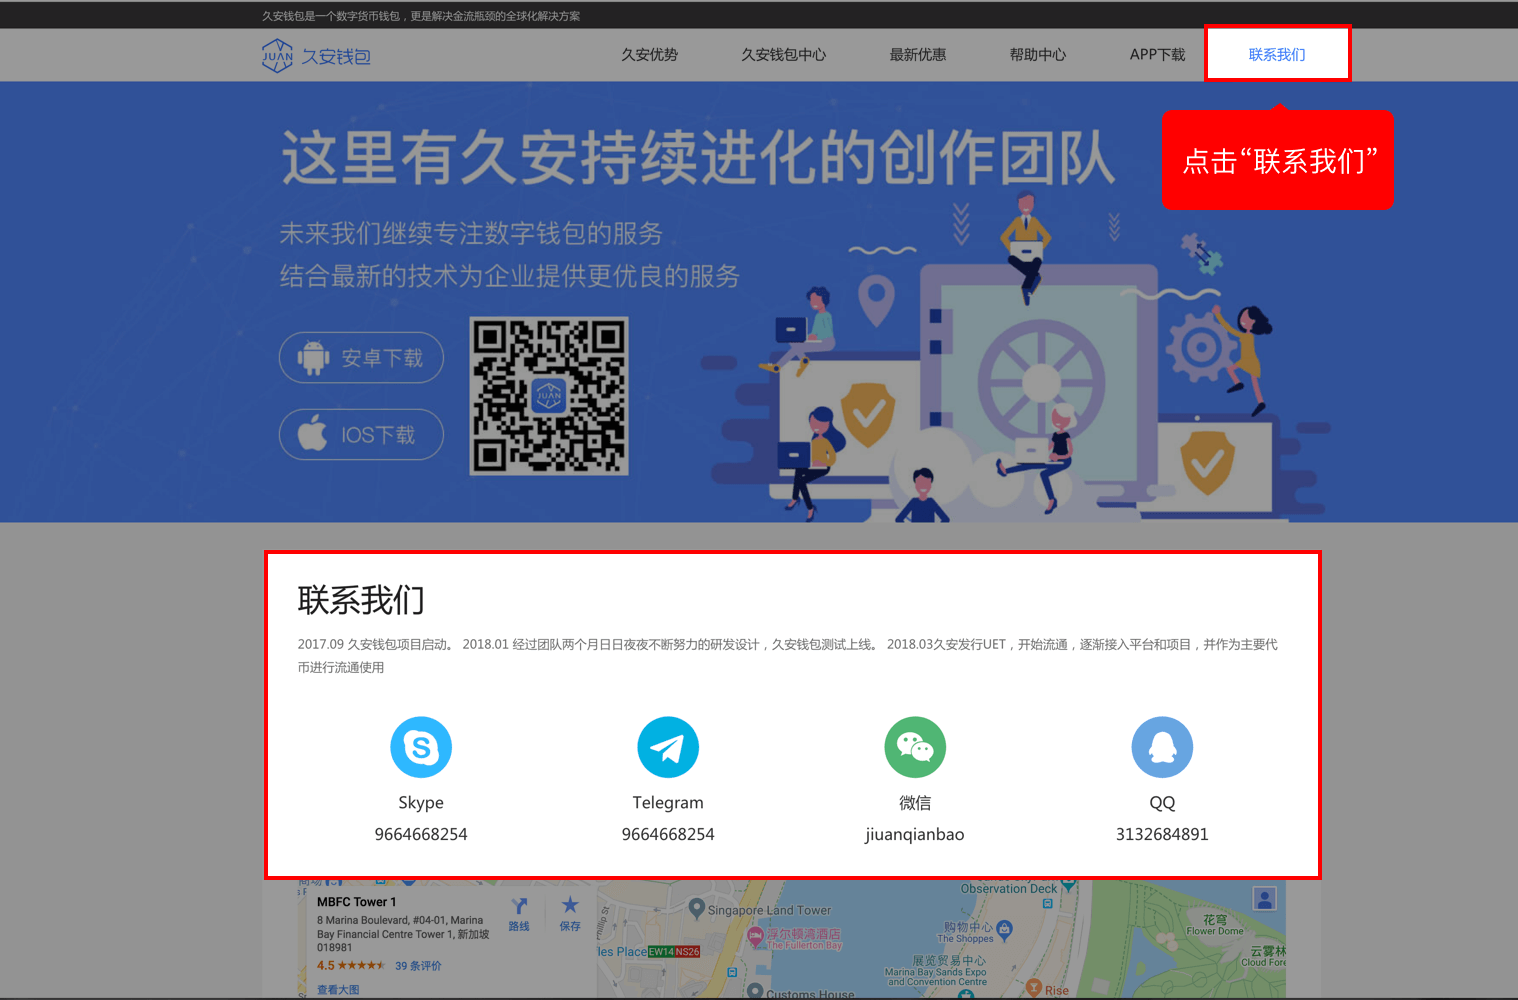 久安钱包是一个数字货币钱包，更是解决金流瓶颈的全球化解决方案
JUAN 久安钱包
久安优势 久安钱包中心 最新优惠 帮助中心 APP下载 联系我们
点击“联系我们”
这里有久安持续进化的创作团队
未来我们继续专注数字钱包的服务
结合最新的技术为企业提供更优良的服务
安卓下载
JUAN
IOS下载
联系我们
2017.09 久安钱包项目启动。 2018.01 经过团队两个月日日夜夜不断努力的研发设计，久安钱包测试上线。 2018.03久安发行UET，开始流通，逐渐接入平台和项目，并作为主要代
币进行流通使用
Skype
9664668254
Telegram
9664668254
微信
jiuanqianbao
QQ
3132684891
MBFC Tower 1
8 Marina Boulevard, #04-01, Marina
Bay Financial Centre Tower 1, 新加坡
018981
4.5 39 条评价
查看大图
路线
保存
Phillip St
Singapore Land Tower
浮尔顿湾酒店
The Fullerton Bay
les Place EW14 NS26
Customs House
Observation Deck
购物中心
The Shoppes
展览贸易中心
Marina Bay Sands Expo
and Convention Centre
Rise
花穹
Flower Dome
云雾林
Cloud Fore